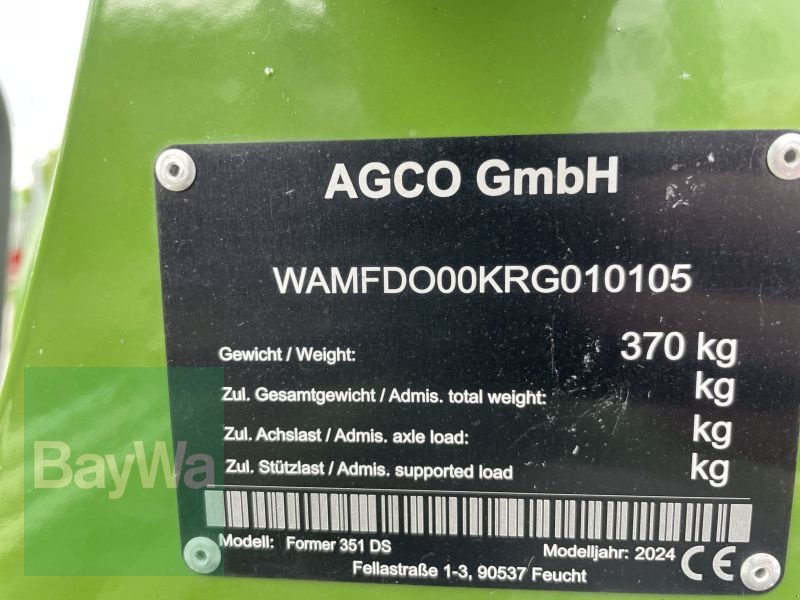 AGCO GmbH
WAMFDO00KRG010105
Gewicht / Weight: 370 kg
Zul. Gesamtgewicht / Admis. total weight: kg
Zul. Achslast / Admis. axle load: kg
Zul. Stützlast / Admis. supported load kg
BayWa
Modell: Former 351 DS Modelljahr: 2024 CE
Fellastraße 1-3, 90537 Feucht